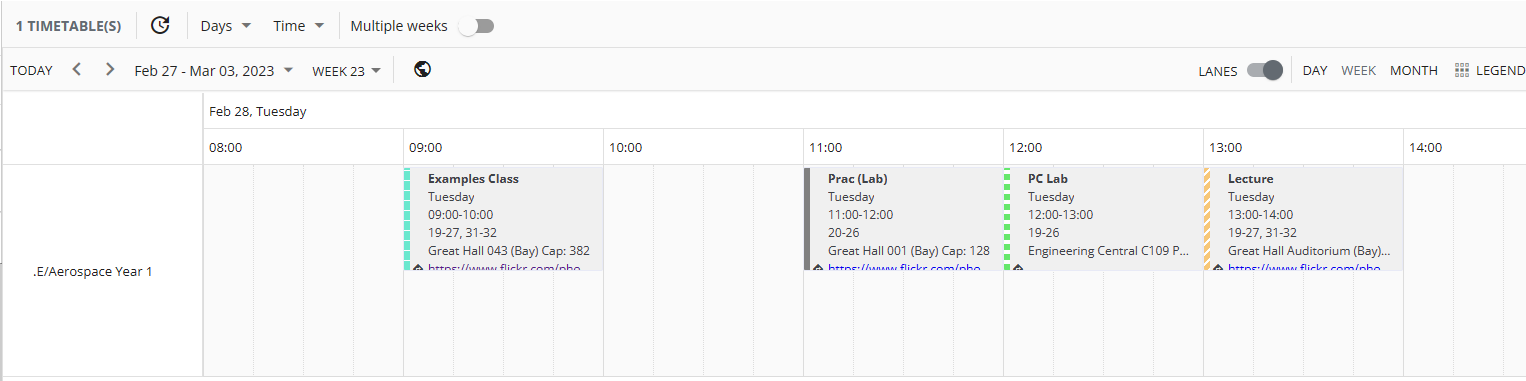 1 TIMETABLE(S) Days Time Multiple weeks
TODAY Feb 27 - Mar 03, 2023 WEEK 23 LANES DAY WEEK MONTH LEGEND
Feb 28, Tuesday
08:00 09:00 10:00 11:00 12:00 13:00 14:00
.E/Aerospace Year 1
Examples Class
Tuesday
09:00-10:00
19-27, 31-32
Great Hall 043 (Bay) Cap: 382
https://www.flickr.com/pho
Prac (Lab)
Tuesday
11:00-12:00
20-26
Great Hall 001 (Bay) Cap: 128
https://www.flickr.com/pho
PC Lab
Tuesday
12:00-13:00
19-26
Engineering Central C109 P...
Lecture
Tuesday
13:00-14:00
19-27, 31-32
Great Hall Auditorium (Bay)...
https://www.flickr.com/pho